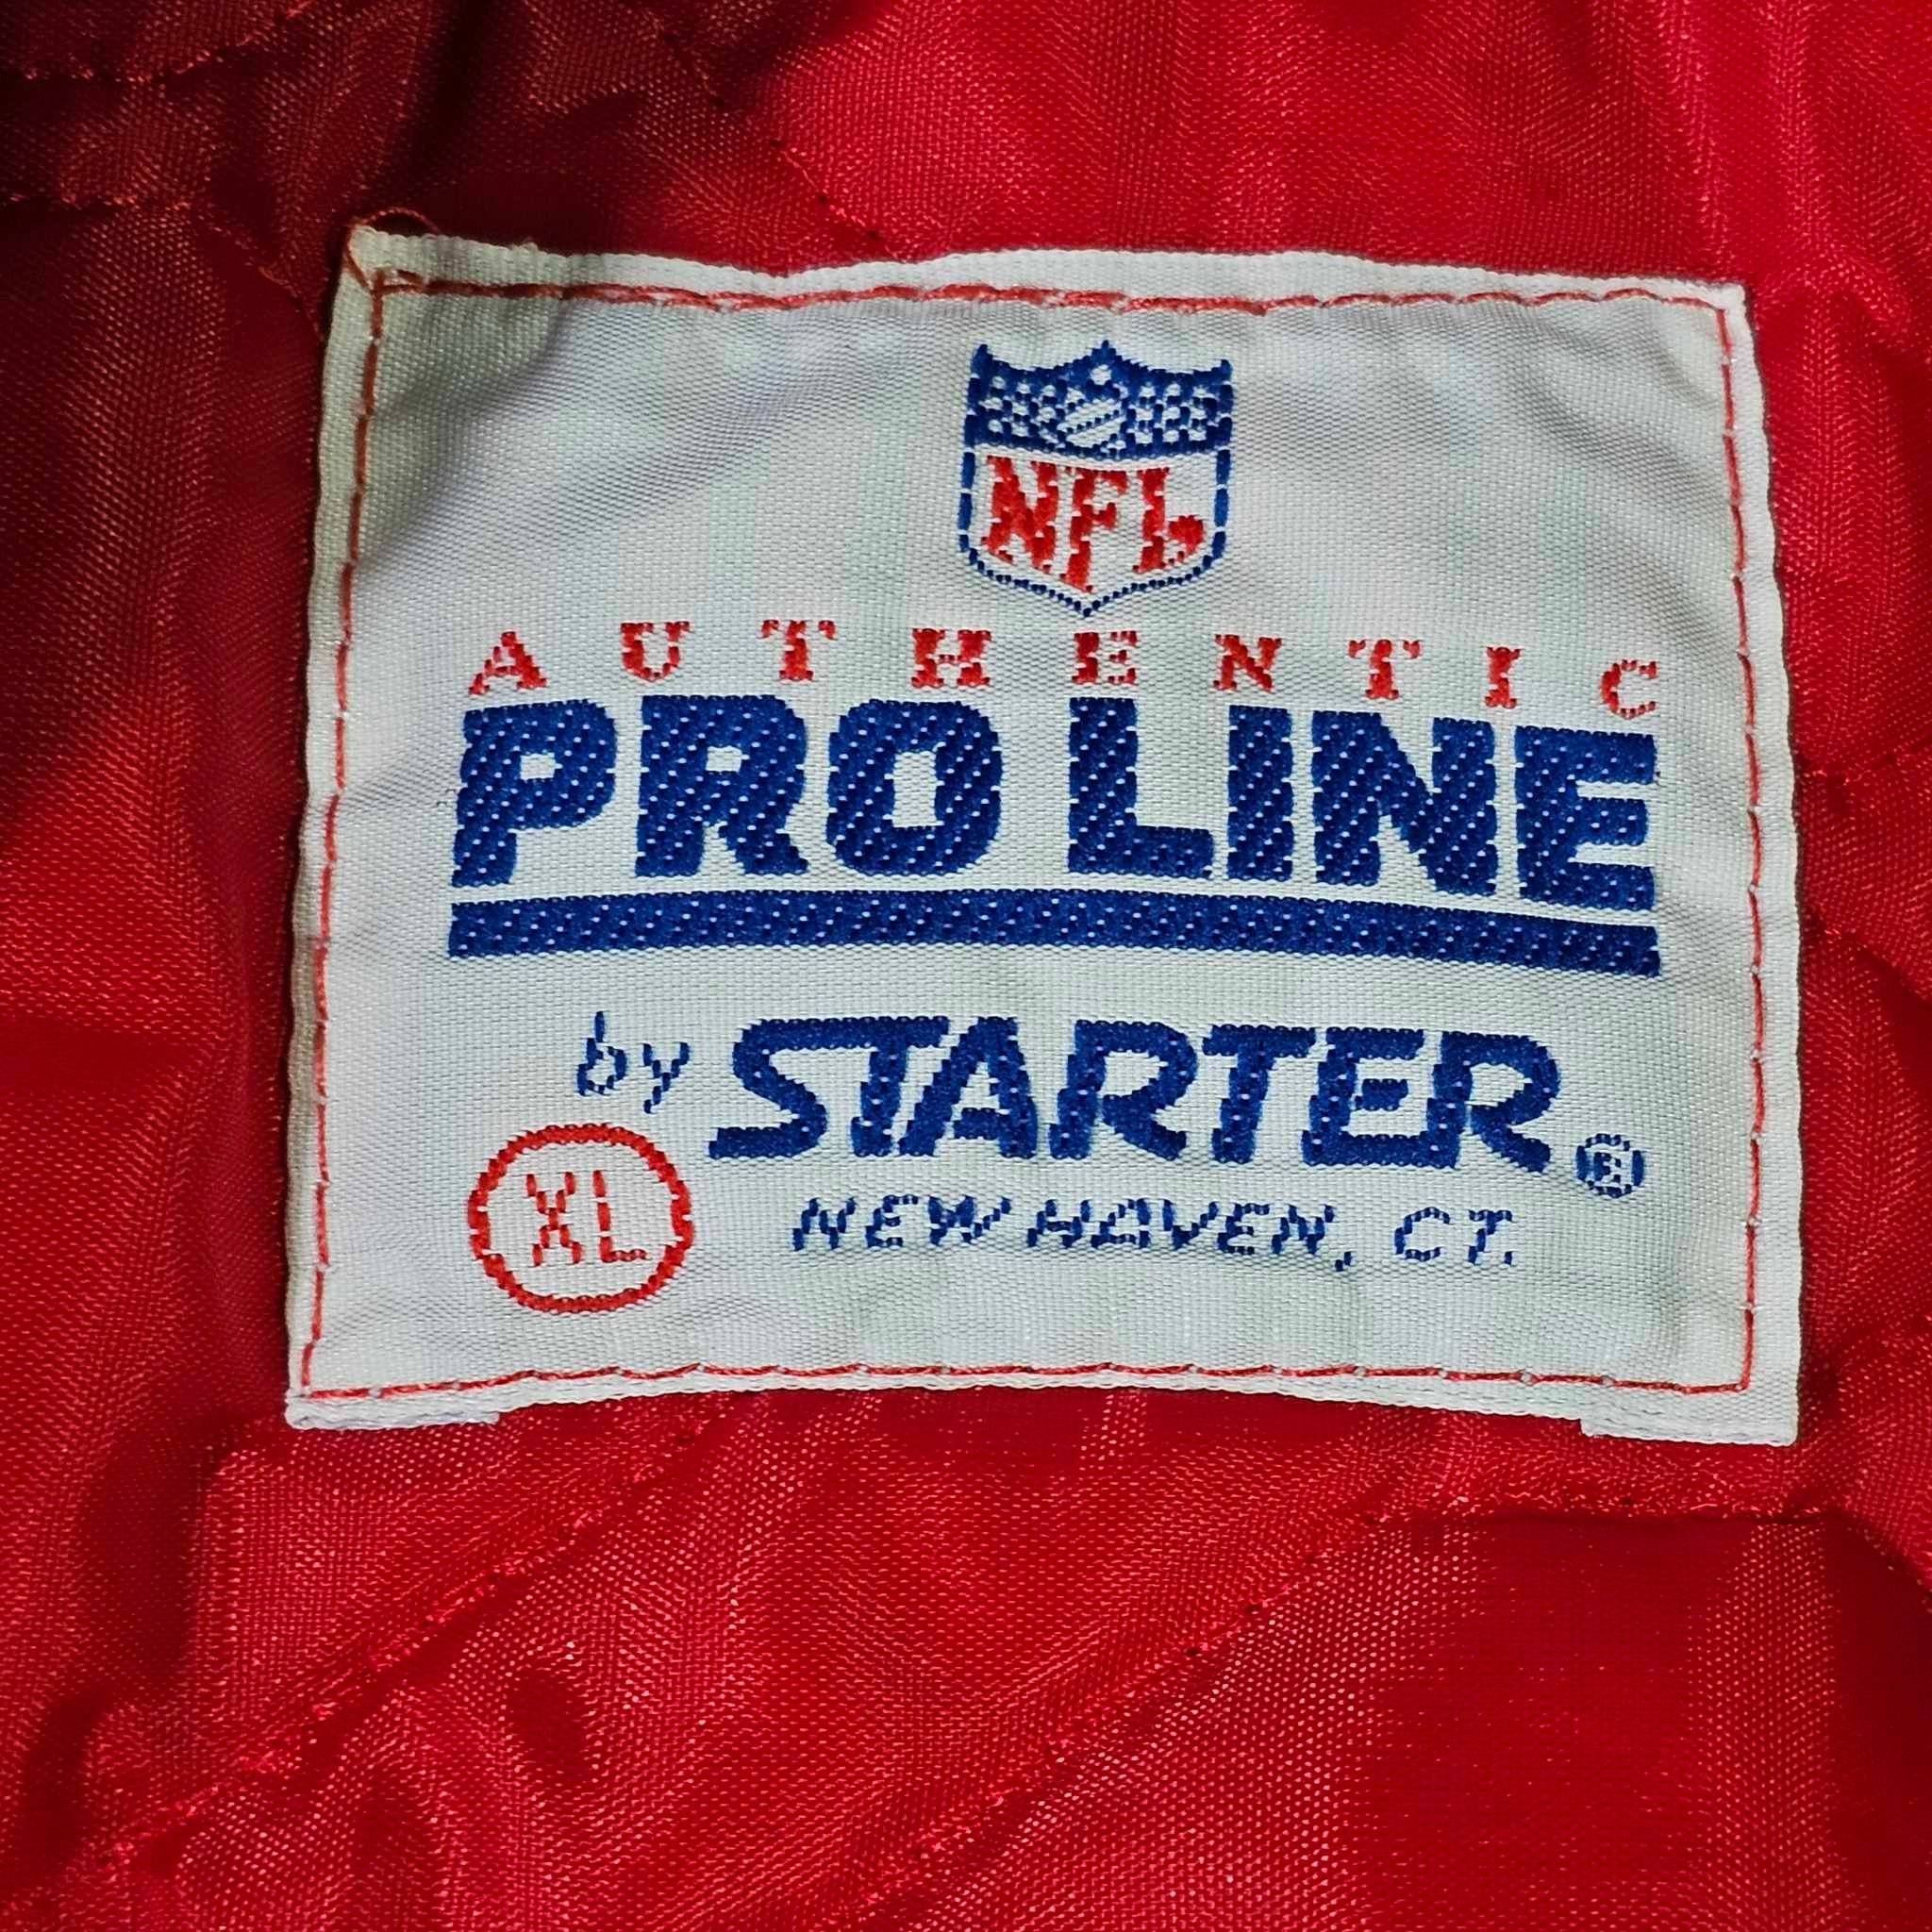 NFL
AUTHENTIC
PRO LINE
by STARTER®
XL
NEW HAVEN, CT.